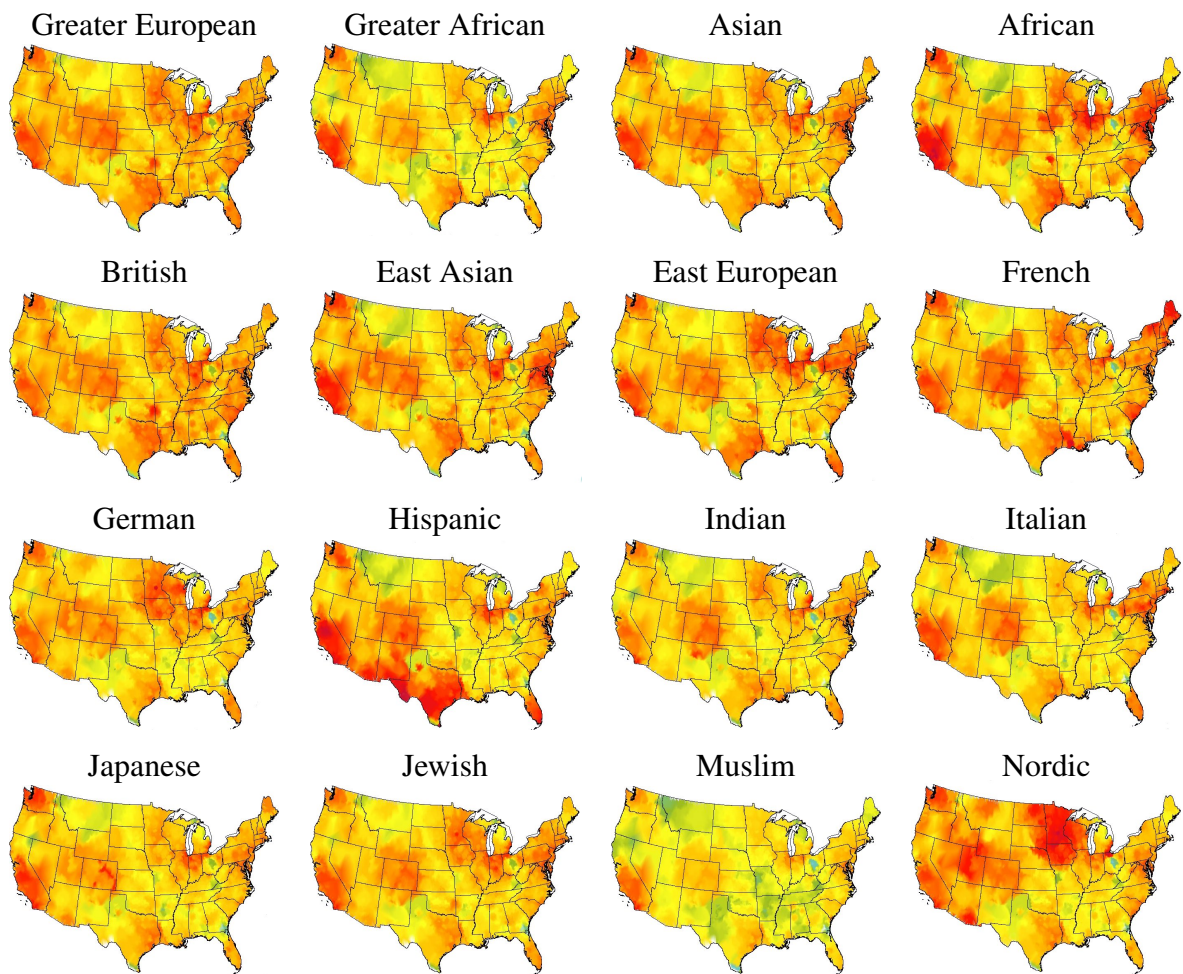 Greater European
Greater African
Asian
African
British
East Asian
East European
French
German
Hispanic
Indian
Italian
Japanese
Jewish
Muslim
Nordic